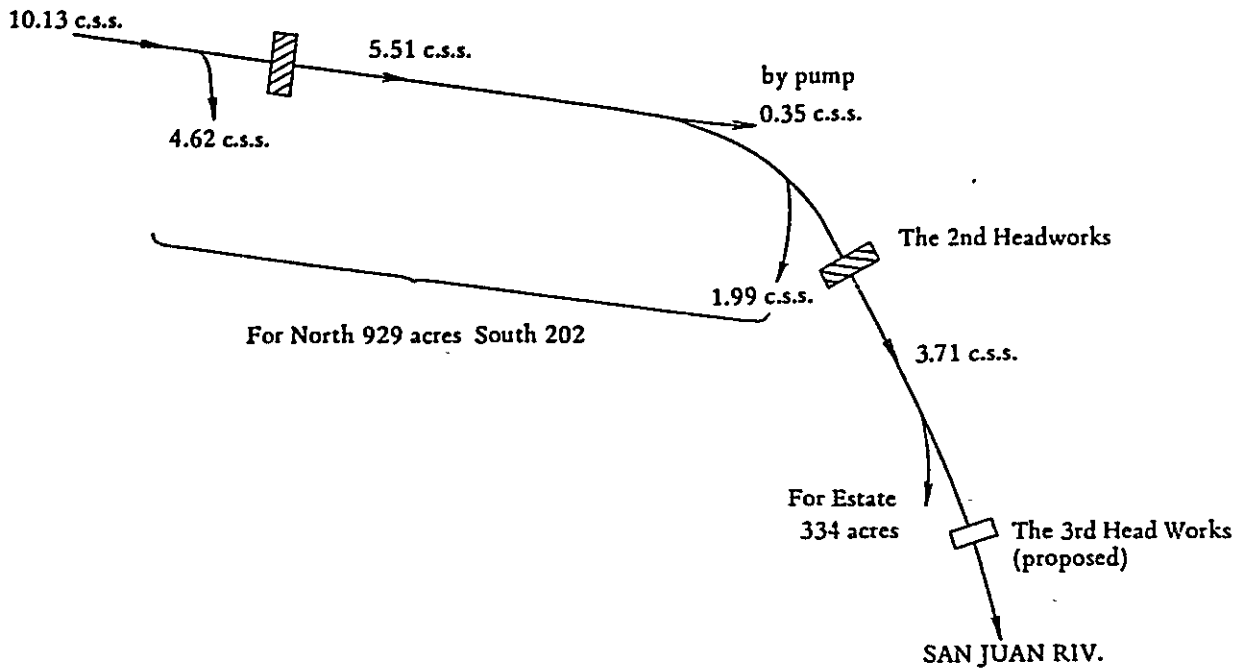 10.13 c.s.s.
5.51 c.s.s.
by pump
0.35 c.s.s.
4.62 c.s.s.
The 2nd Headworks
1.99 c.s.s.
For North 929 acres South 202
3.71 c.s.s.
For Estate
334 acres
The 3rd Head Works
(proposed)
SAN JUAN RIV.